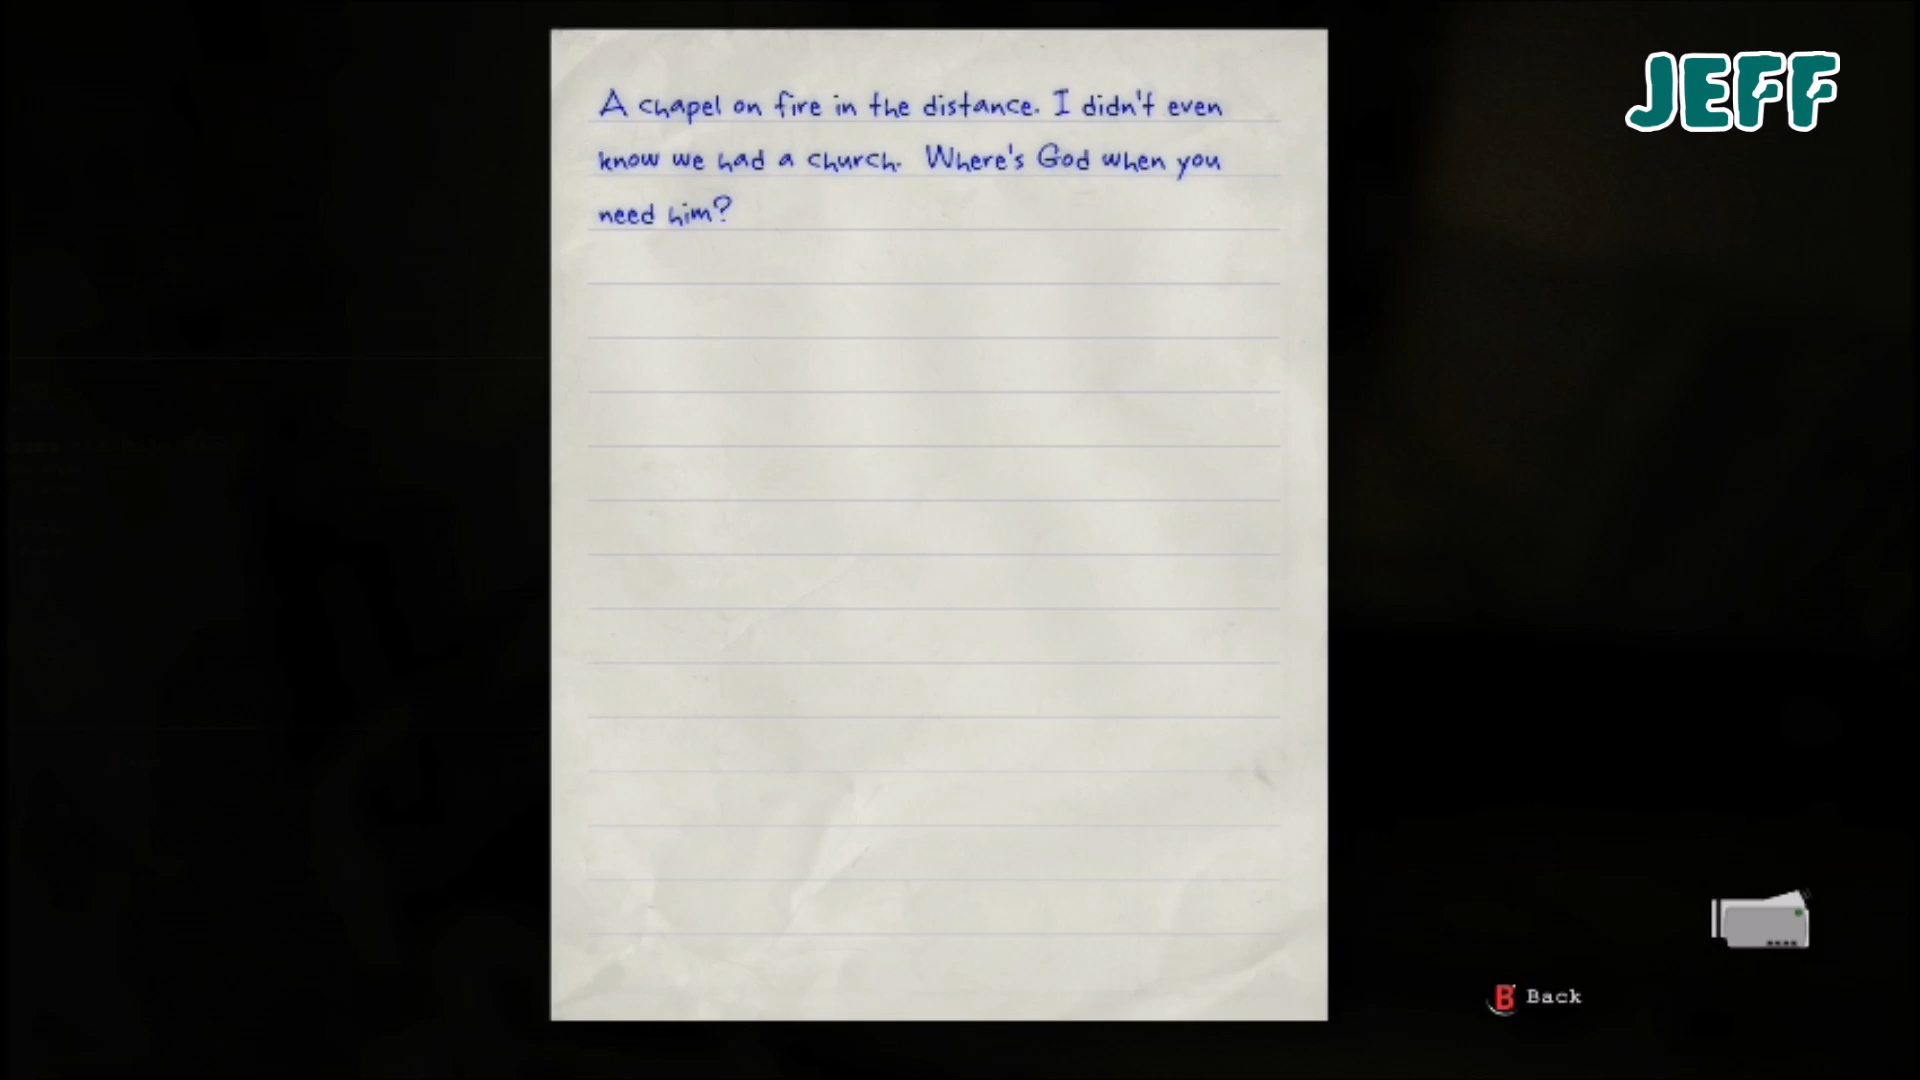 JEFF
A chapel on fire in the distance. I didn't even
know we had a church. Where's God when you
need him?
B Back